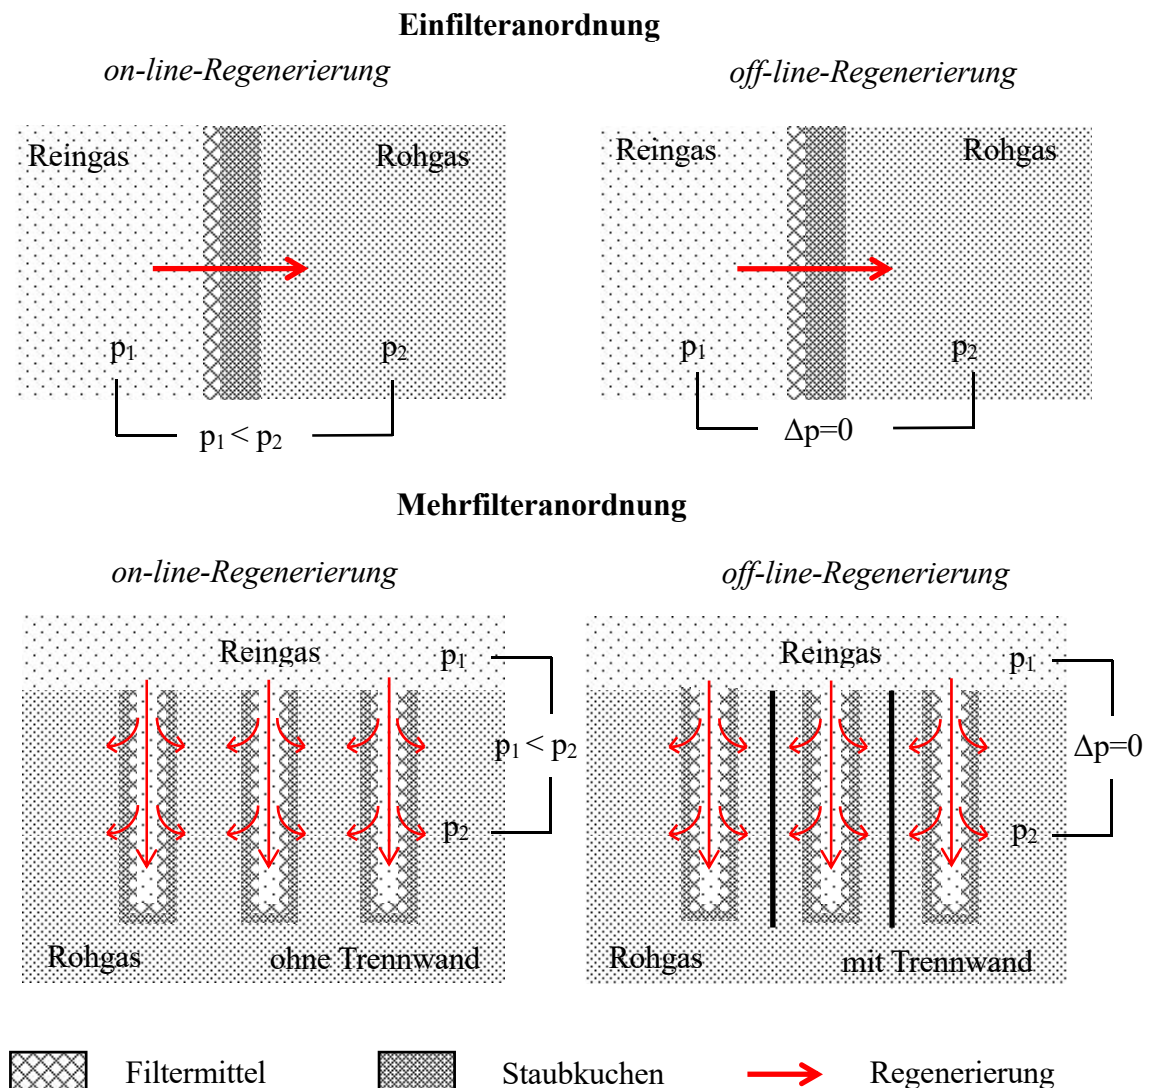 Einfilteranordnung
on-line-Regenerierung
off-line-Regenerierung
Reingas
Rohgas
Reingas
Rohgas
p₁
p₂
p₁
p₂
p₁ < p₂
Δp=0
Mehrfilteranordnung
on-line-Regenerierung
off-line-Regenerierung
Reingas
p₁
Reingas
p₁
p₁ < p₂
Δp=0
p₂
p₂
Rohgas
ohne Trennwand
Rohgas
mit Trennwand
Filtermittel
Staubkuchen
Regenerierung